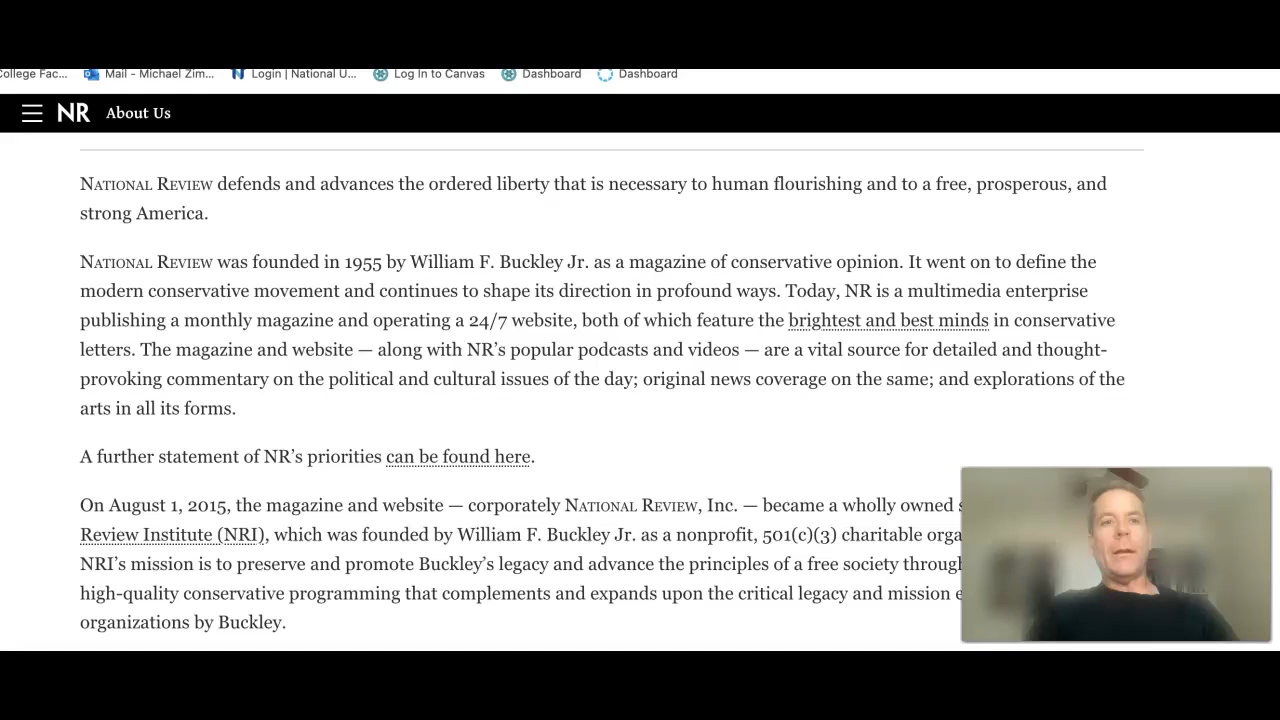 College Fac... Mail - Michael Zim... Login | National U... Log In to Canvas Dashboard Dashboard
NR About Us
NATIONAL REVIEW defends and advances the ordered liberty that is necessary to human flourishing and to a free, prosperous, and
strong America.
NATIONAL REVIEW was founded in 1955 by William F. Buckley Jr. as a magazine of conservative opinion. It went on to define the
modern conservative movement and continues to shape its direction in profound ways. Today, NR is a multimedia enterprise
publishing a monthly magazine and operating a 24/7 website, both of which feature the brightest and best minds in conservative
letters. The magazine and website — along with NR’s popular podcasts and videos — are a vital source for detailed and thought-
provoking commentary on the political and cultural issues of the day; original news coverage on the same; and explorations of the
arts in all its forms.
A further statement of NR’s priorities can be found here.
On August 1, 2015, the magazine and website — corporately NATIONAL REVIEW, Inc. — became a wholly owned
Review Institute (NRI), which was founded by William F. Buckley Jr. as a nonprofit, 501(c)(3) charitable orga
NRI’s mission is to preserve and promote Buckley’s legacy and advance the principles of a free society through
high-quality conservative programming that complements and expands upon the critical legacy and mission
organizations by Buckley.